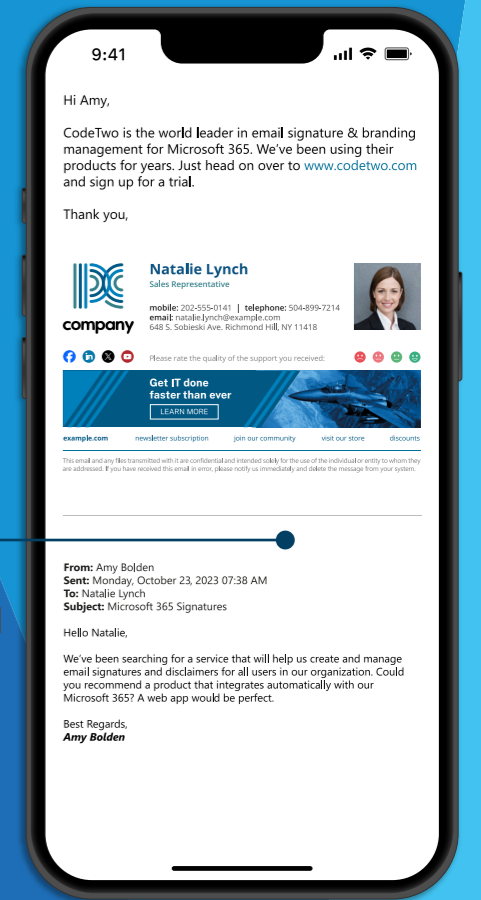 9:41
Hi Amy,
CodeTwo is the world leader in email signature & branding
management for Microsoft 365. We've been using their
products for years. Just head on over to www.codetwo.com
and sign up for a trial.
Thank you,
Natalie Lynch
Sales Representative
mobile: 202-555-0141 | telephone: 504-899-7214
email: natalie.lynch@example.com
648 S. Sobieski Ave. Richmond Hill, NY 11418
company
Please rate the quality of the support you received:
Get IT done
faster than ever
LEARN MORE
example.com newsletter subscription join our community visit our store discounts
This email and any files transmitted with it are confidential and intended solely for the use of the individual or entity to whom they
are addressed. If you have received this email in error, please notify us immediately and delete the message from your system.
From: Amy Bolden
Sent: Monday, October 23, 2023 07:38 AM
To: Natalie Lynch
Subject: Microsoft 365 Signatures
Hello Natalie,
We've been searching for a service that will help us create and manage
email signatures and disclaimers for all users in our organization. Could
you recommend a product that integrates automatically with our
Microsoft 365? A web app would be perfect.
Best Regards,
Amy Bolden